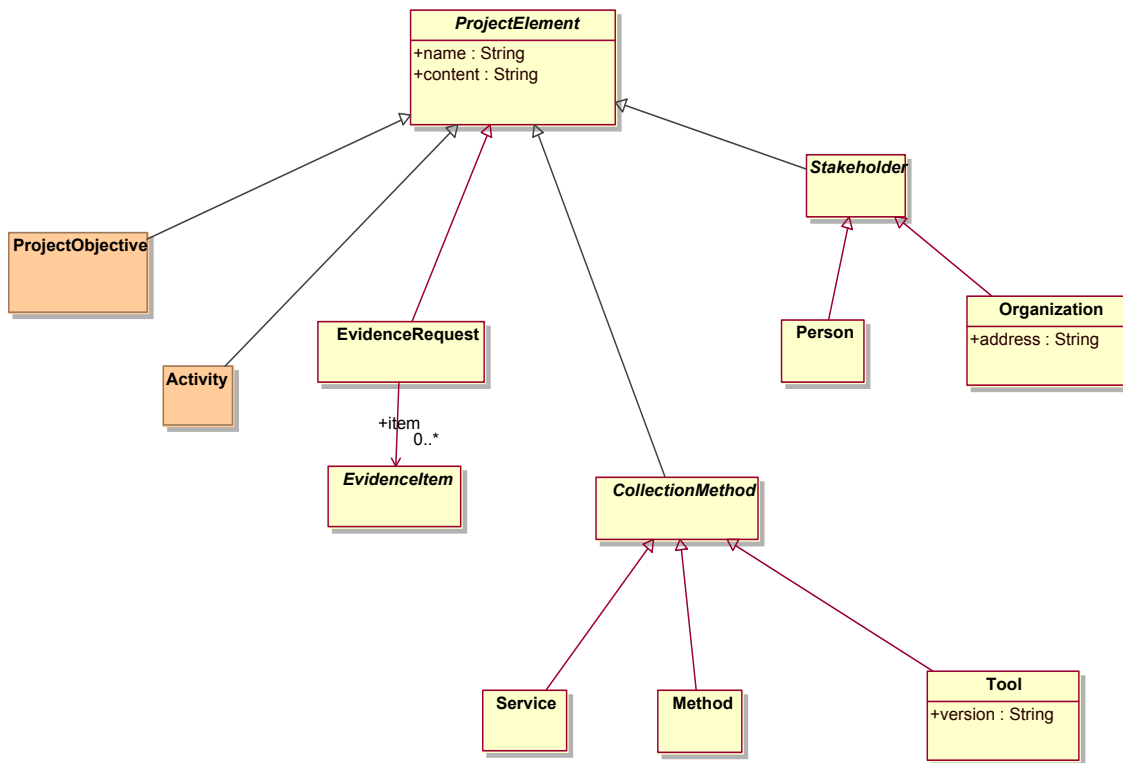 ProjectElement
+name : String
+content : String
Stakeholder
ProjectObjective
Organization
+address : String
EvidenceRequest
Person
Activity
+item
0..*
EvidenceItem
CollectionMethod
Service
Method
Tool
+version : String